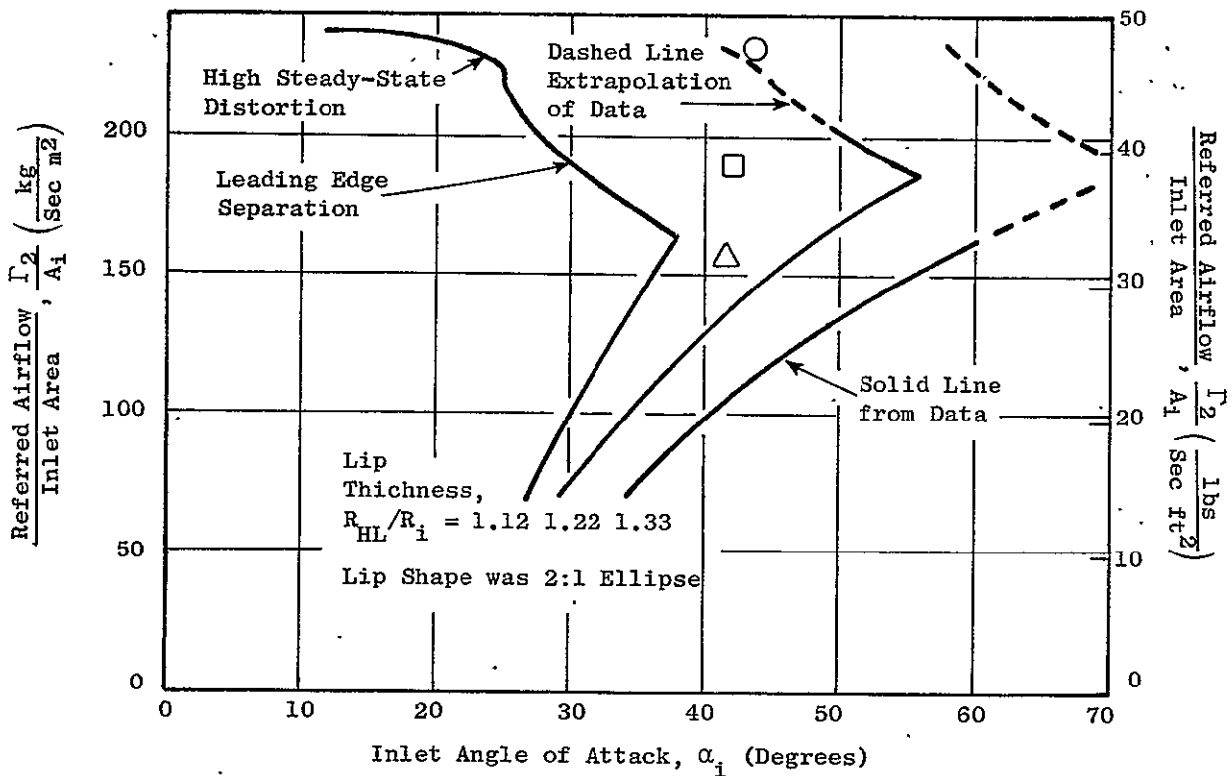 Referred Airflow
Inlet Area , Γ2
Ai ( kg
Sec m2 )
200
150
100
50
0
High Steady-State
Distortion
Leading Edge
Separation
Dashed Line
Extrapolation
of Data
Solid Line
from Data
Lip
Thickness,
RHL/Ri = 1.12 1.22 1.33
Lip Shape was 2:1 Ellipse
50
40
30
20
10
0
Referred Airflow
Inlet Area , Γ2
Ai ( lbs
Sec ft2 )
0 10 20 30 40 50 60 70
Inlet Angle of Attack, αi (Degrees)